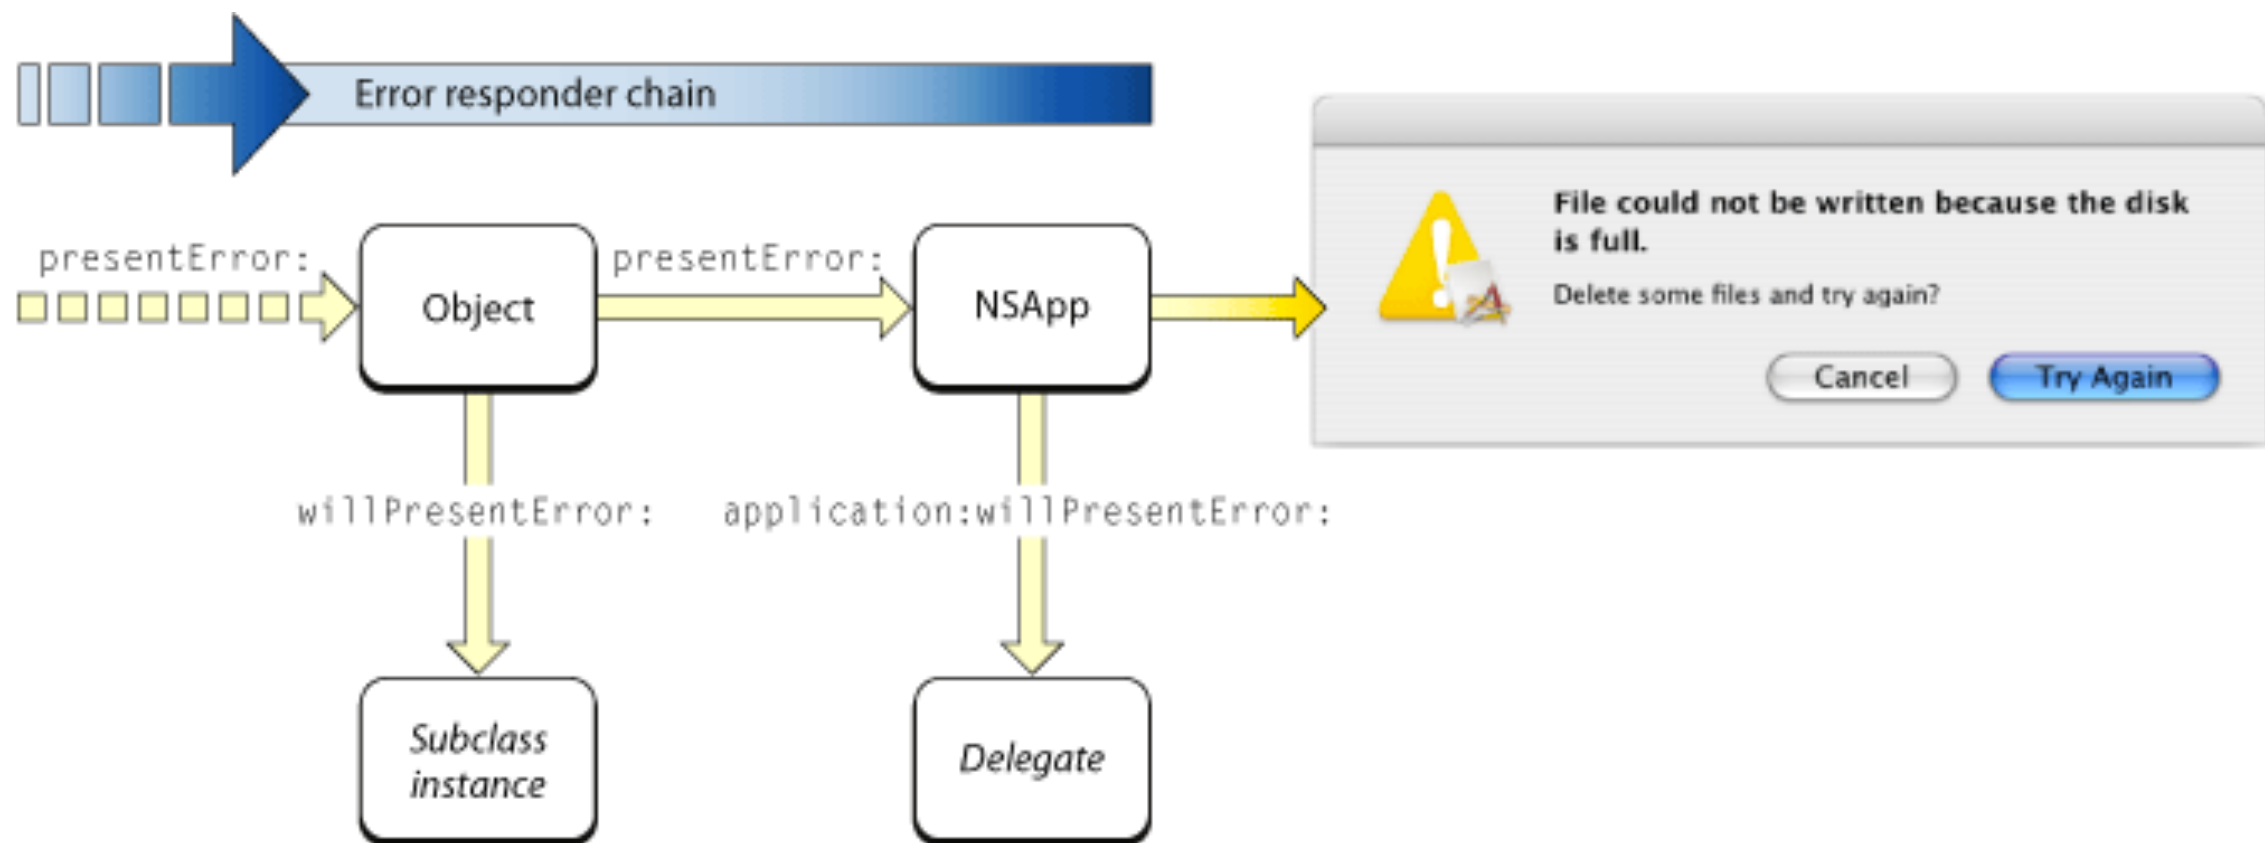 Error responder chain
File could not be written because the disk
is full.
Delete some files and try again?
Cancel
Try Again
presentError:
presentError:
Object
NSApp
willPresentError:
application:willPresentError:
Subclass
instance
Delegate